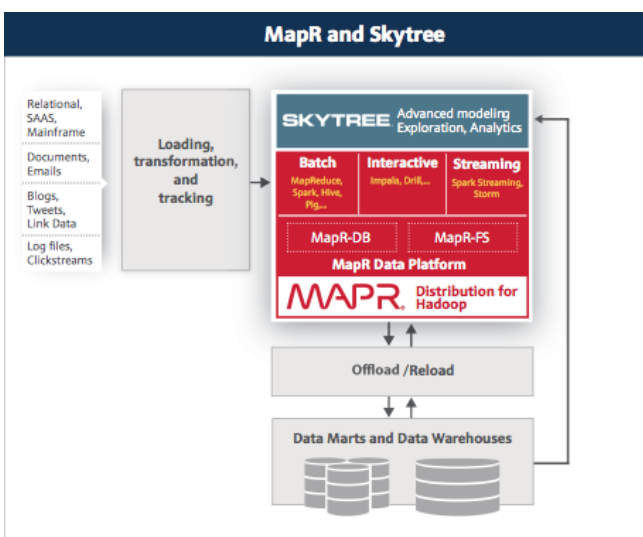 MapR and Skytree
Relational,
SAAS,
Mainframe
Documents,
Emails
Blogs,
Tweets,
Link Data
Log files,
Clickstreams
Loading,
transformation,
and
tracking
SKYTREE
Advanced modeling
Exploration, Analytics
Batch
MapReduce,
Spark, Hive,
Pig,...
Interactive
Impala, Drill,...
Streaming
Spark Streaming,
Storm
MapR-DB
MapR-FS
MapR Data Platform
MAPR.
Distribution for
Hadoop
Offload /Reload
Data Marts and Data Warehouses